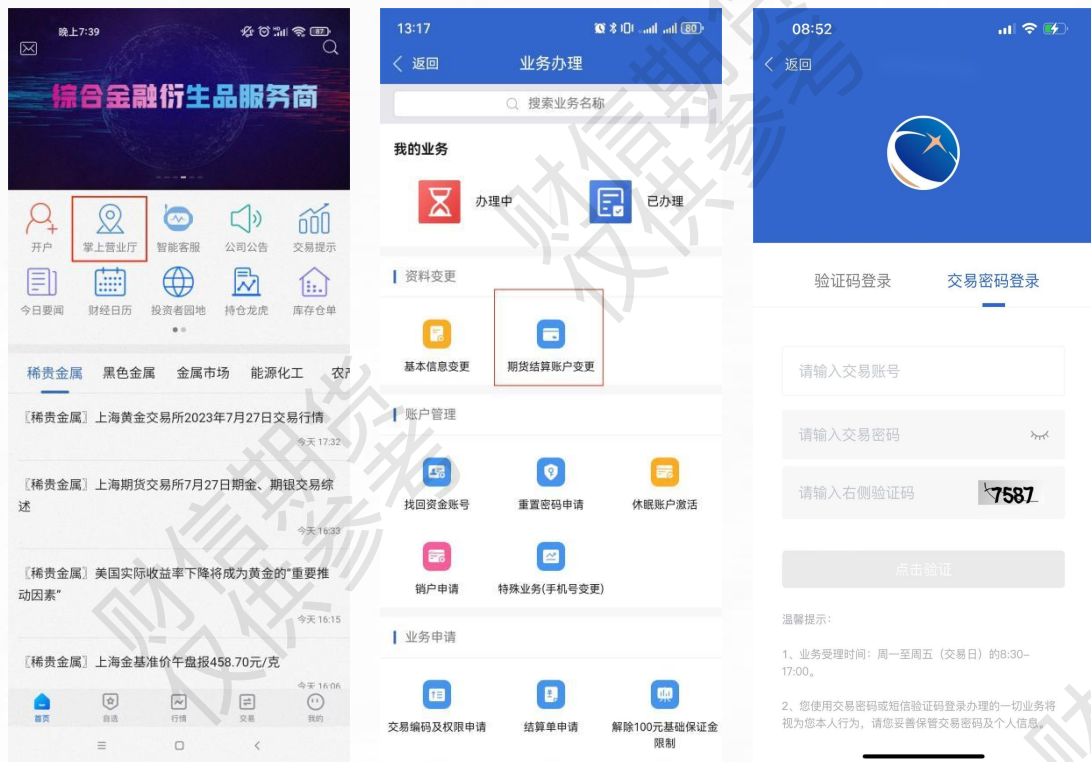 晚上7:39
87
综合金融衍生品服务商
开户
掌上营业厅
智能客服
公司公告
交易提示
今日要闻
财经日历
投资者园地
持仓龙虎
库存仓单
稀贵金属 黑色金属 金属市场 能源化工 农产
〖稀贵金属〗上海黄金交易所2023年7月27日交易行情
今天 17:32
〖稀贵金属〗上海期货交易所7月27日期金、期银交易综
述
今天 16:33
〖稀贵金属〗美国实际收益率下降将成为黄金的“重要推
动因素”
今天 16:15
〖稀贵金属〗上海金基准价午盘报458.70元/克
今天 16:06
首页
自选
行情
交易
我的
13:17
80
返回
业务办理
搜索业务名称
我的业务
办理中
已办理
资料变更
基本信息变更
期货结算账户变更
账户管理
找回资金账号
重置密码申请
休眠账户激活
销户申请
特殊业务(手机号变更)
业务申请
交易编码及权限申请
结算单申请
解除100元基础保证金
限制
08:52
返回
验证码登录
交易密码登录
请输入交易账号
请输入交易密码
请输入右侧验证码
7587
点击验证
温馨提示：
1、业务受理时间：周一至周五（交易日）的8:30-
17:00。
2、您使用交易密码或短信验证码登录办理的一切业务将
视为您本人行为，请您妥善保管交易密码及个人信息。
财信期货
仅供参考
财信期货
仅供参考